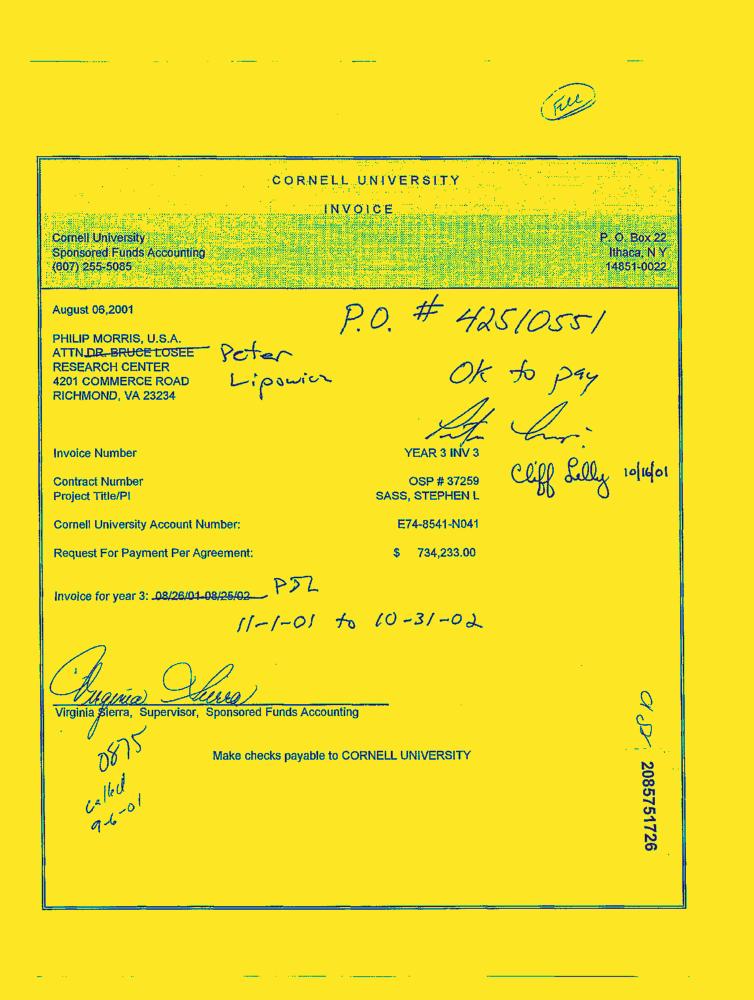 File
CORNELL UNIVERSITY
INVOICE
Cornell University
Sponsored Funds Accounting
(607) 255-5085
P. O. Box 22
Ithaca, N Y
14851-0022
August 06,2001
P.O. # 42510551
PHILIP MORRIS, U.S.A.
ATTN DR. BRUCE LOSEE Peter Lipowicz
RESEARCH CENTER
4201 COMMERCE ROAD
RICHMOND, VA 23234
OK to pay
Invoice Number YEAR 3 INV 3
Cliff Lilly 10/16/01
Contract Number OSP # 37259
Project Title/PI SASS, STEPHEN L
Cornell University Account Number: E74-8541-N041
Request For Payment Per Agreement: $ 734,233.00
Invoice for year 3: 08/26/01-08/25/02 PJL
11-1-01 to 10-31-02
Virginia Sierra
Virginia Sierra, Supervisor, Sponsored Funds Accounting
0875
called
9-6-01
Make checks payable to CORNELL UNIVERSITY
2085751726